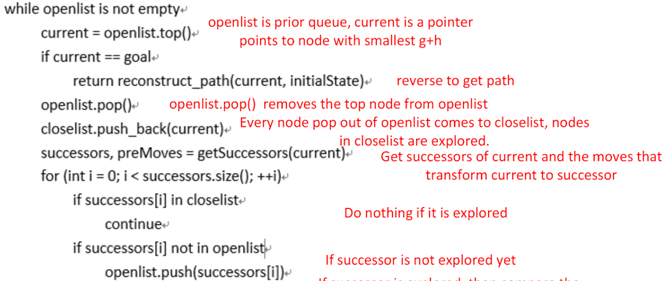 while openlist is not empty
openlist is prior queue, current is a pointer
current = openlist.top()
points to node with smallest g+h
if current == goal
return reconstruct_path(current, initialState) reverse to get path
openlist.pop() openlist.pop() removes the top node from openlist
closelist.push_back(current) Every node pop out of openlist comes to closelist, nodes
in closelist are explored.
successors, preMoves = getSuccessors(current) Get successors of current and the moves that
transform current to successor
for (int i = 0; i < successors.size(); ++i)
if successors[i] in closelist
Do nothing if it is explored
continue
if successors[i] not in openlist
If successor is not explored yet
openlist.push(successors[i])
If successor is explored, then compare the